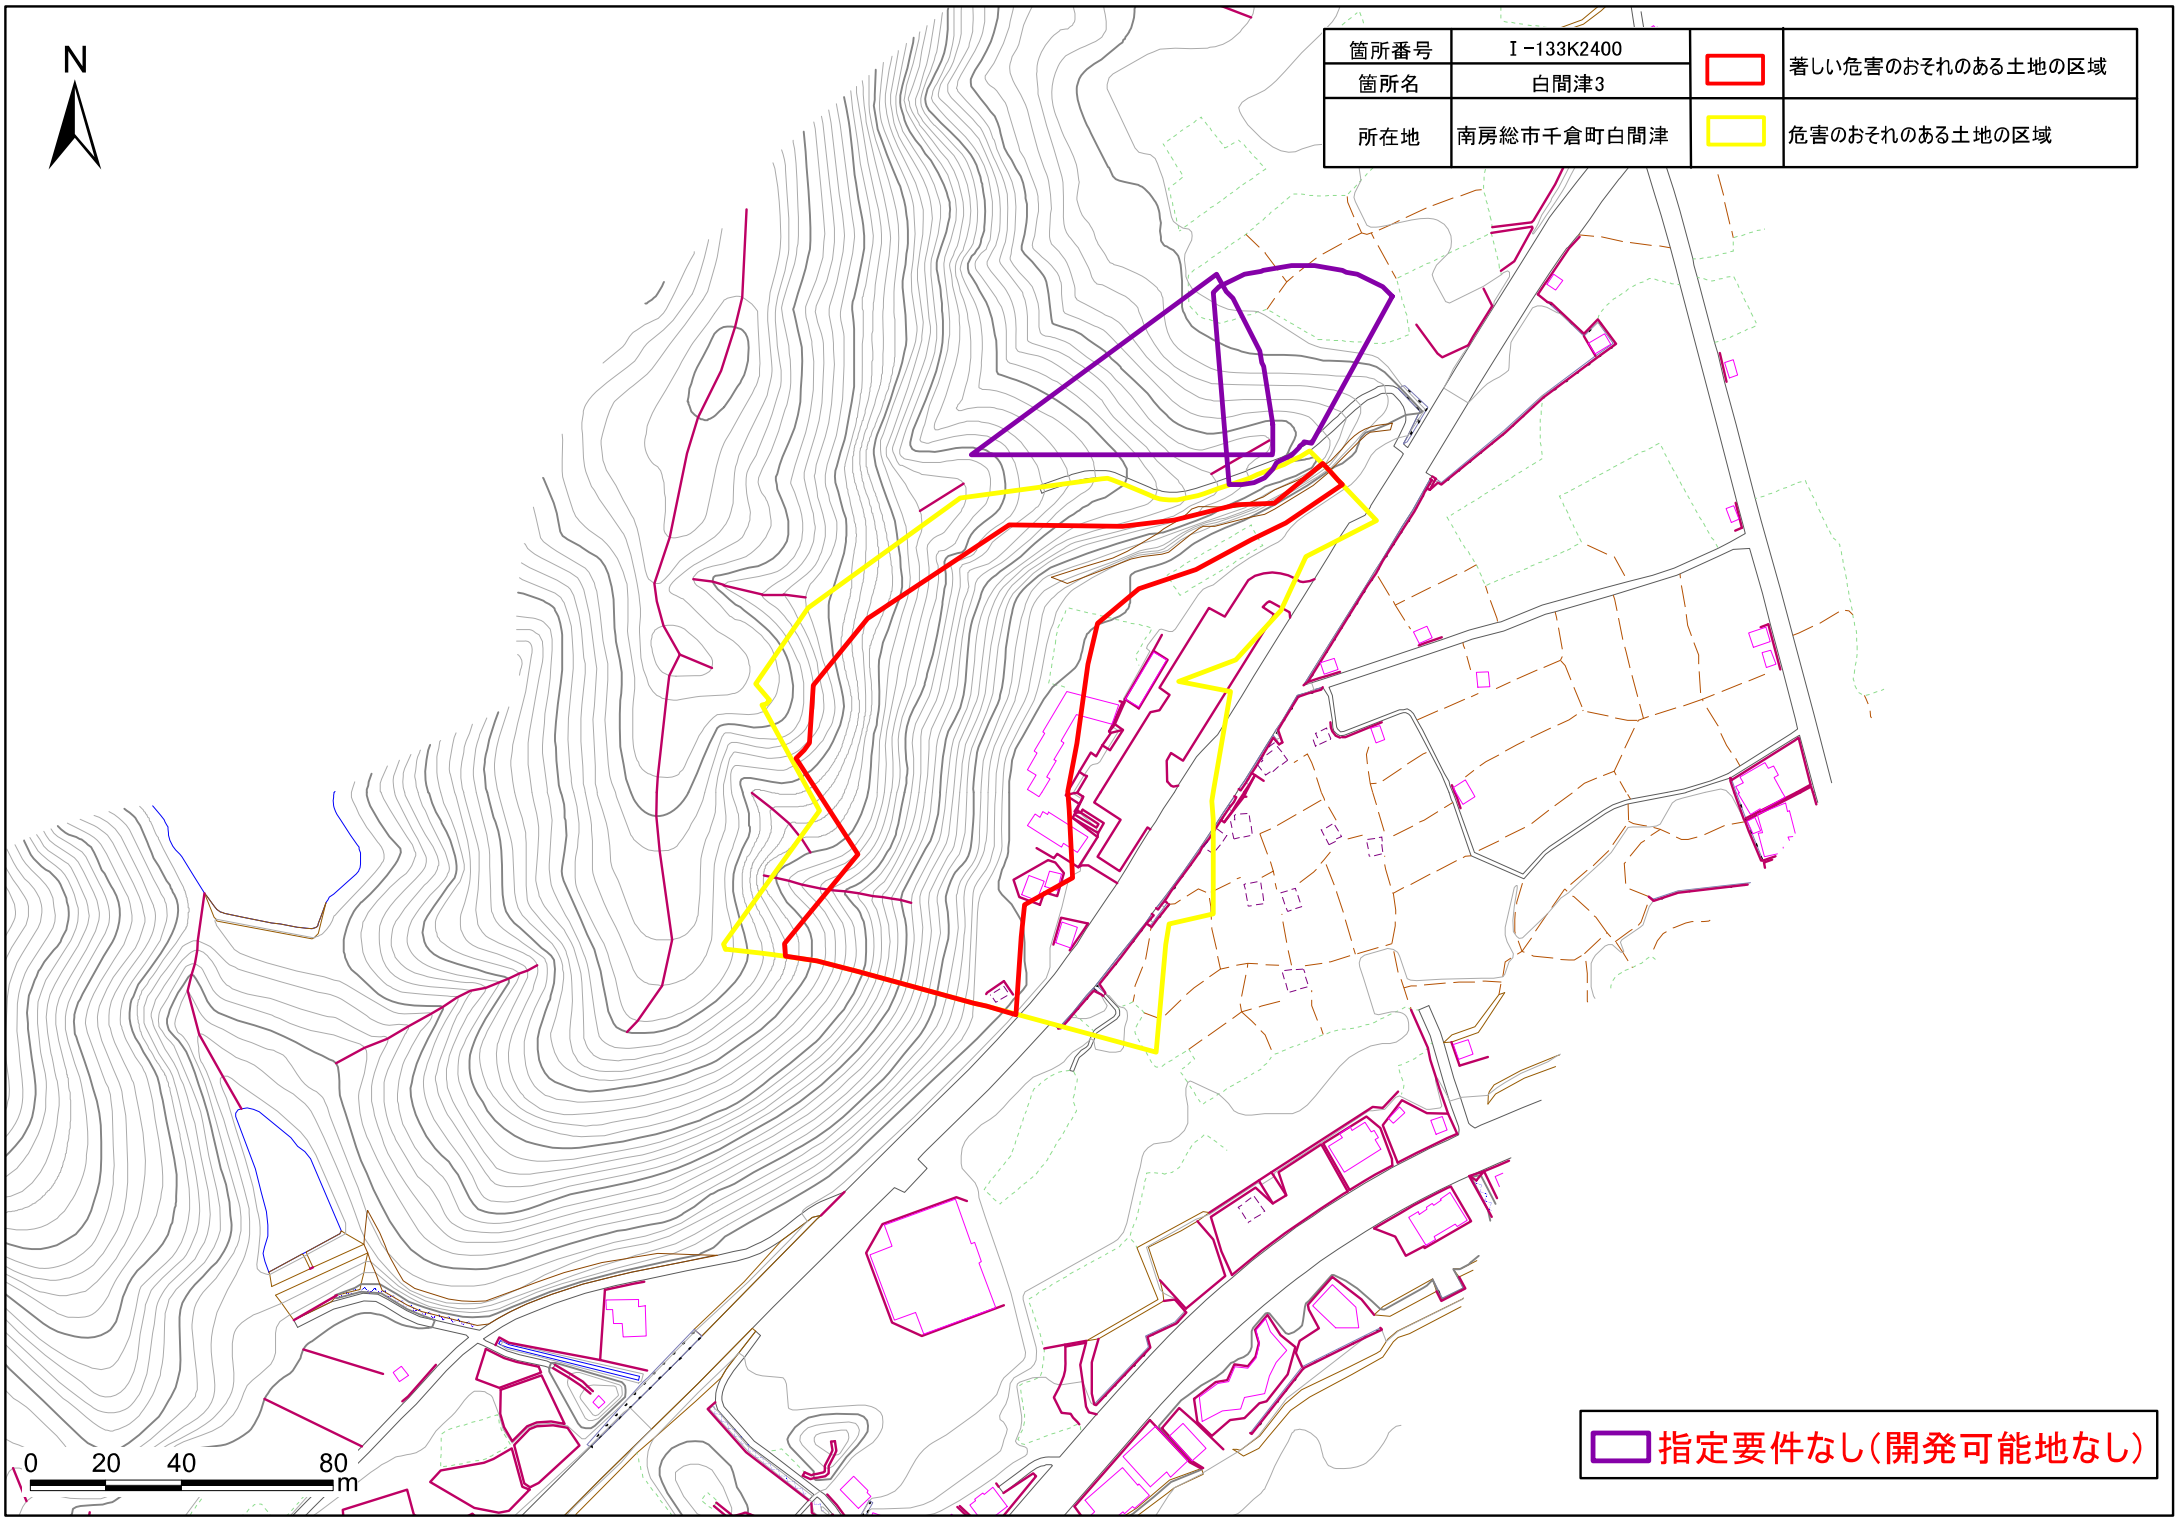 N
箇所番号 Ⅰ-133K2400 著しい危害のおそれのある土地の区域
箇所名 白間津3
所在地 南房総市千倉町白間津 危害のおそれのある土地の区域
0 20 40 80
m
指定要件なし(開発可能地なし)